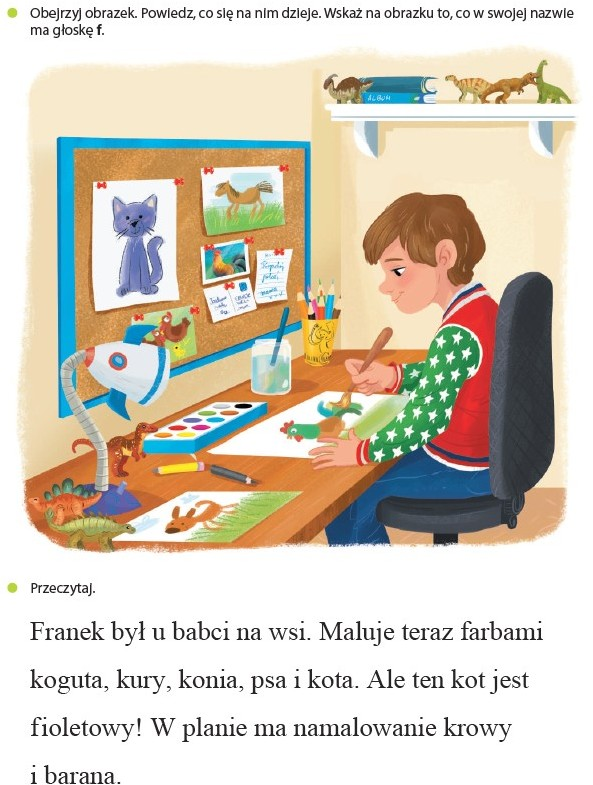 Obejrzyj obrazek. Powiedz, co się na nim dzieje. Wskaż na obrazku to, co w swojej nazwie
ma głoskę f.
ALBUM
Przeczytaj.
Franek był u babci na wsi. Maluje teraz farbami
koguta, kury, konia, psa i kota. Ale ten kot jest
fioletowy! W planie ma namalowanie krowy
i barana.